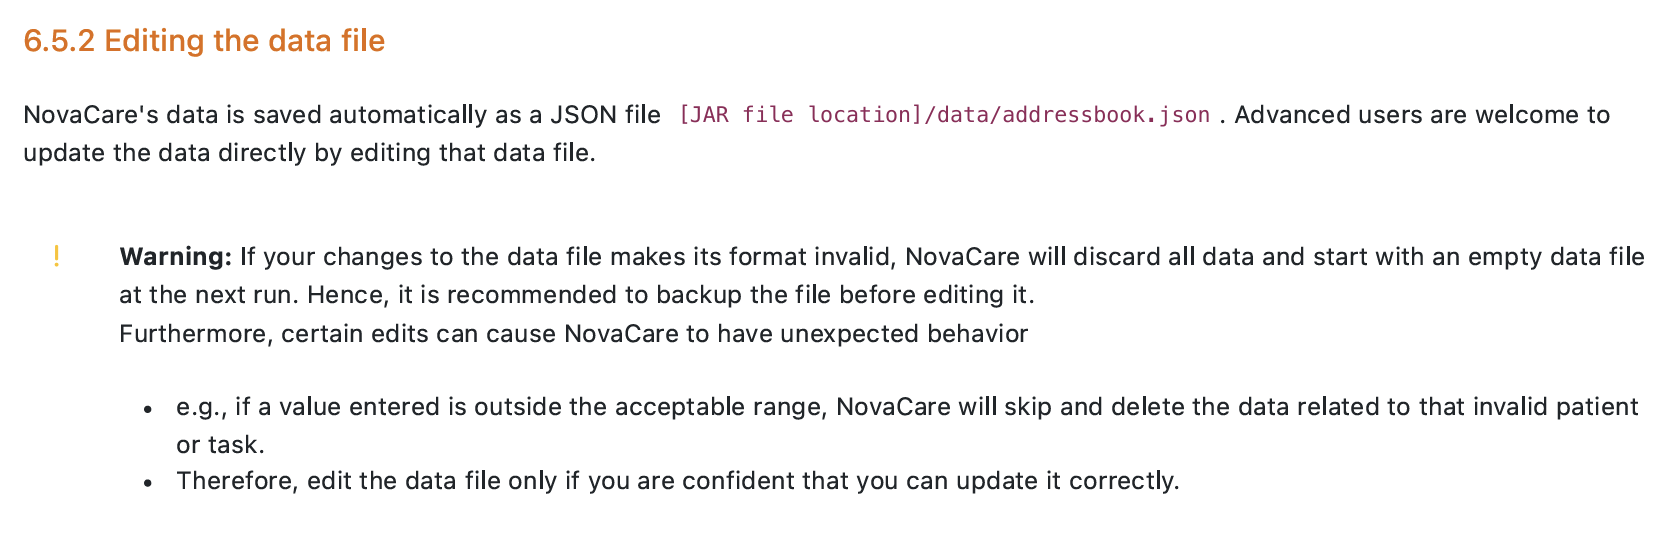 6.5.2 Editing the data file
NovaCare's data is saved automatically as a JSON file [JAR file location]/data/addressbook.json . Advanced users are welcome to
update the data directly by editing that data file.
! Warning: If your changes to the data file makes its format invalid, NovaCare will discard all data and start with an empty data file
at the next run. Hence, it is recommended to backup the file before editing it.
Furthermore, certain edits can cause NovaCare to have unexpected behavior
• e.g., if a value entered is outside the acceptable range, NovaCare will skip and delete the data related to that invalid patient
or task.
• Therefore, edit the data file only if you are confident that you can update it correctly.